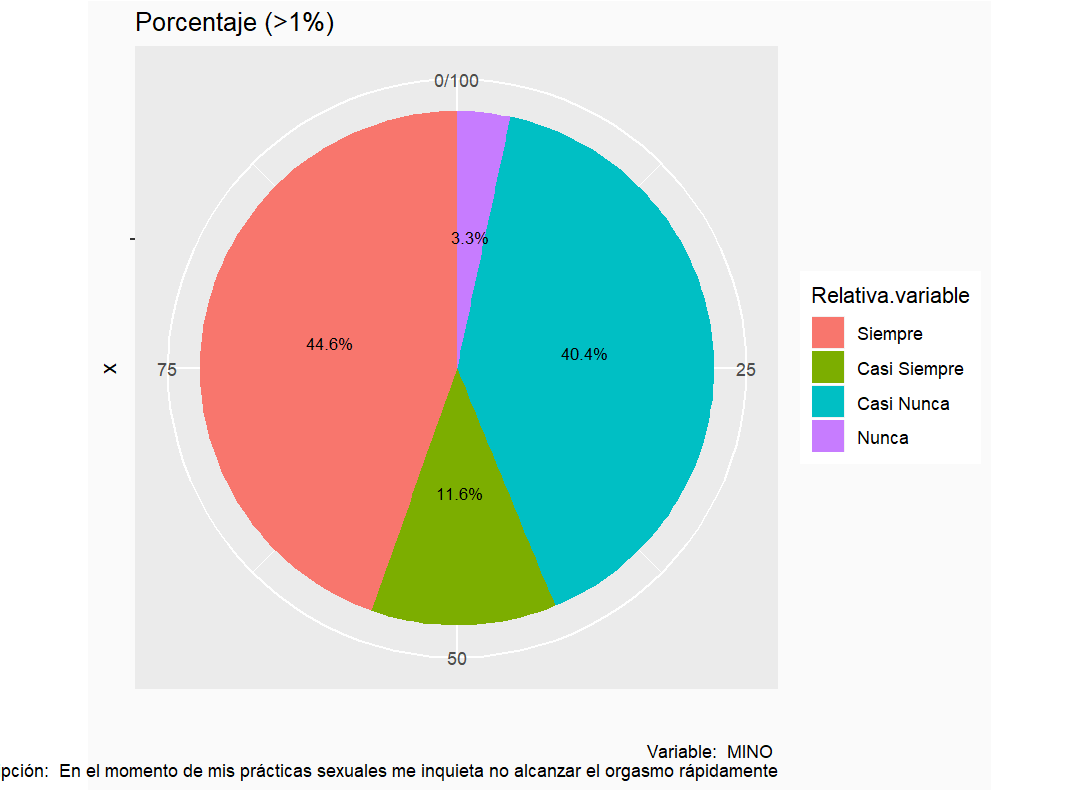 Porcentaje (>1%)
0/100
3.3%
44.6%
40.4%
75
25
x
11.6%
50
Relativa.variable
Siempre
Casi Siempre
Casi Nunca
Nunca
Variable: MINO
pción: En el momento de mis prácticas sexuales me inquieta no alcanzar el orgasmo rápidamente